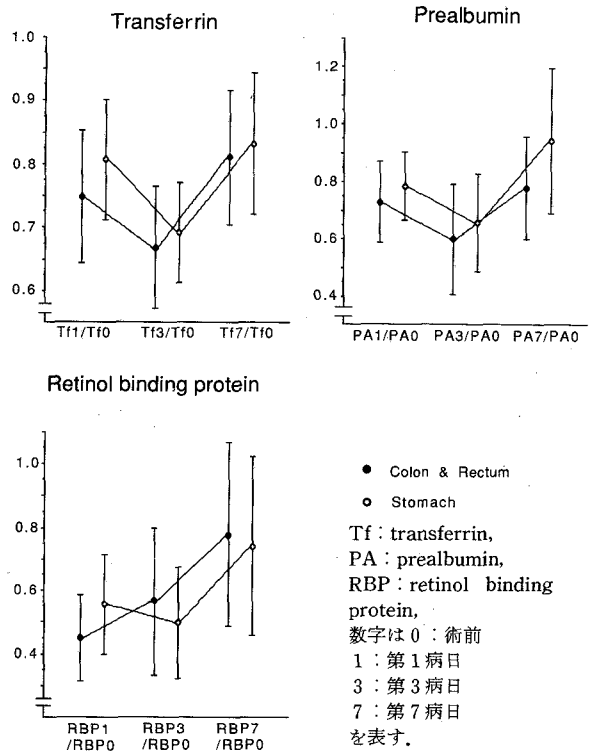 Transferrin
1.0
0.9
0.8
0.7
0.6
Tf1/Tf0 Tf3/Tf0 Tf7/Tf0
Prealbumin
1.2
1.0
0.8
0.6
0.4
PA1/PA0 PA3/PA0 PA7/PA0
Retinol binding protein
1.0
0.8
0.6
0.4
RBP1 RBP3 RBP7
/RBP0 /RBP0 /RBP0
Colon & Rectum
Stomach
Tf：transferrin,
PA：prealbumin,
RBP：retinol binding
protein,
数字は0：術前
1：第1病日
3：第3病日
7：第7病日
を表す.